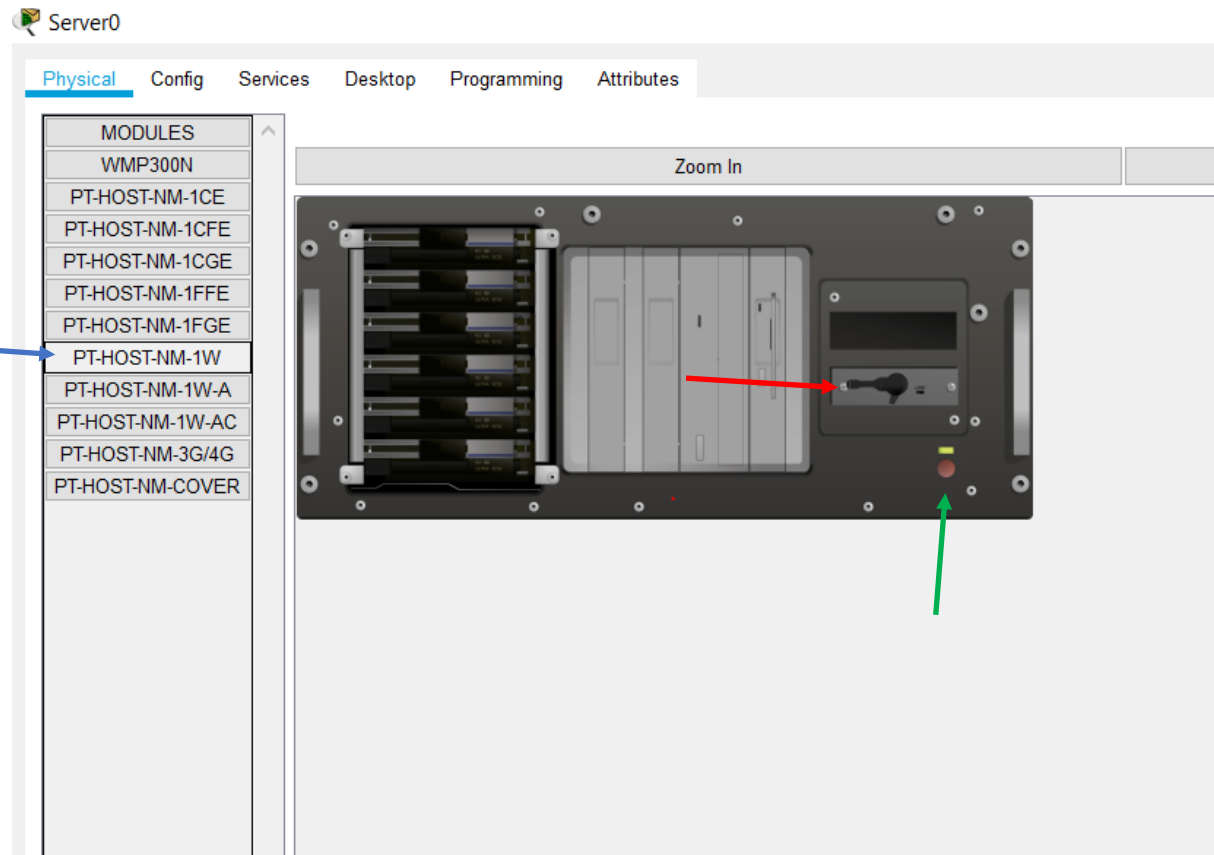 Server0
Physical Config Services Desktop Programming Attributes
MODULES
WMP300N
PT-HOST-NM-1CE
PT-HOST-NM-1CFE
PT-HOST-NM-1CGE
PT-HOST-NM-1FFE
PT-HOST-NM-1FGE
PT-HOST-NM-1W
PT-HOST-NM-1W-A
PT-HOST-NM-1W-AC
PT-HOST-NM-3G/4G
PT-HOST-NM-COVER
Zoom In